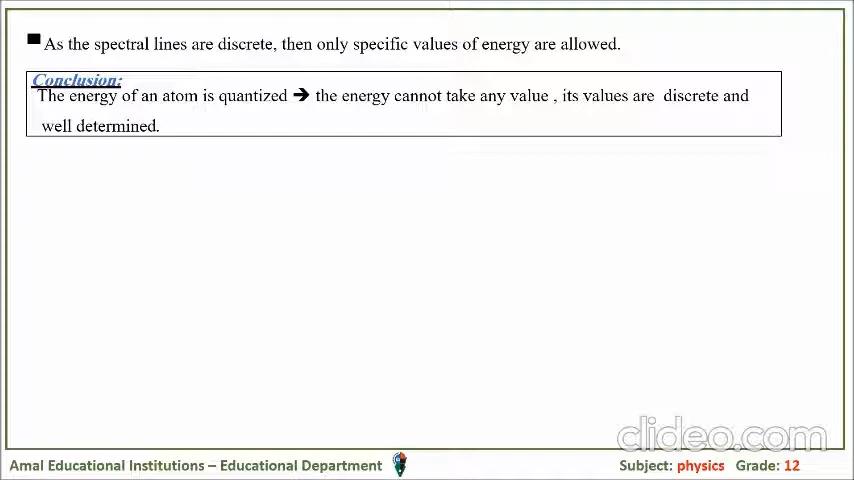 ■ As the spectral lines are discrete, then only specific values of energy are allowed.
Conclusion:
The energy of an atom is quantized ➔ the energy cannot take any value , its values are discrete and
well determined.
clideo.com
Amal Educational Institutions – Educational Department Subject: physics Grade: 12